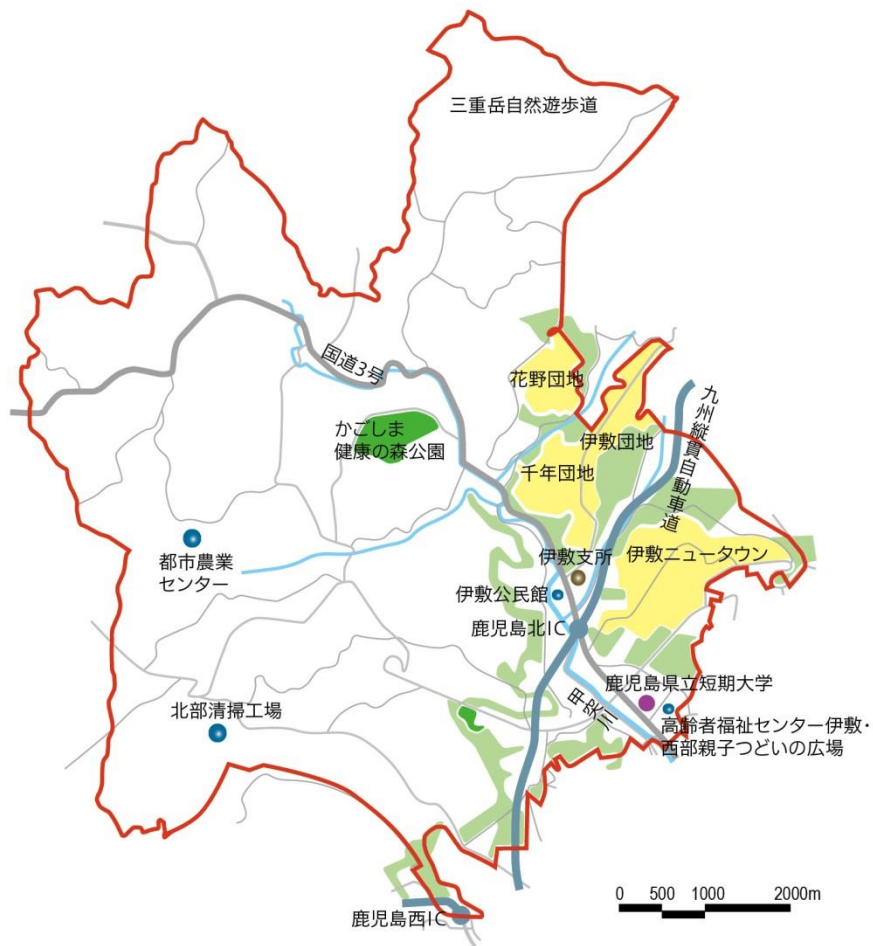 三重岳自然遊歩道
国道3号
花野団地
九州縦貫自動車道
かごしま
健康の森公園
伊敷団地
千年団地
都市農業
センター
伊敷支所
伊敷ニュータウン
伊敷公民館
鹿児島北IC
鹿児島県立短期大学
甲突川
北部清掃工場
高齢者福祉センター伊敷・
西部親子つどいの広場
0 500 1000 2000m
鹿児島西IC